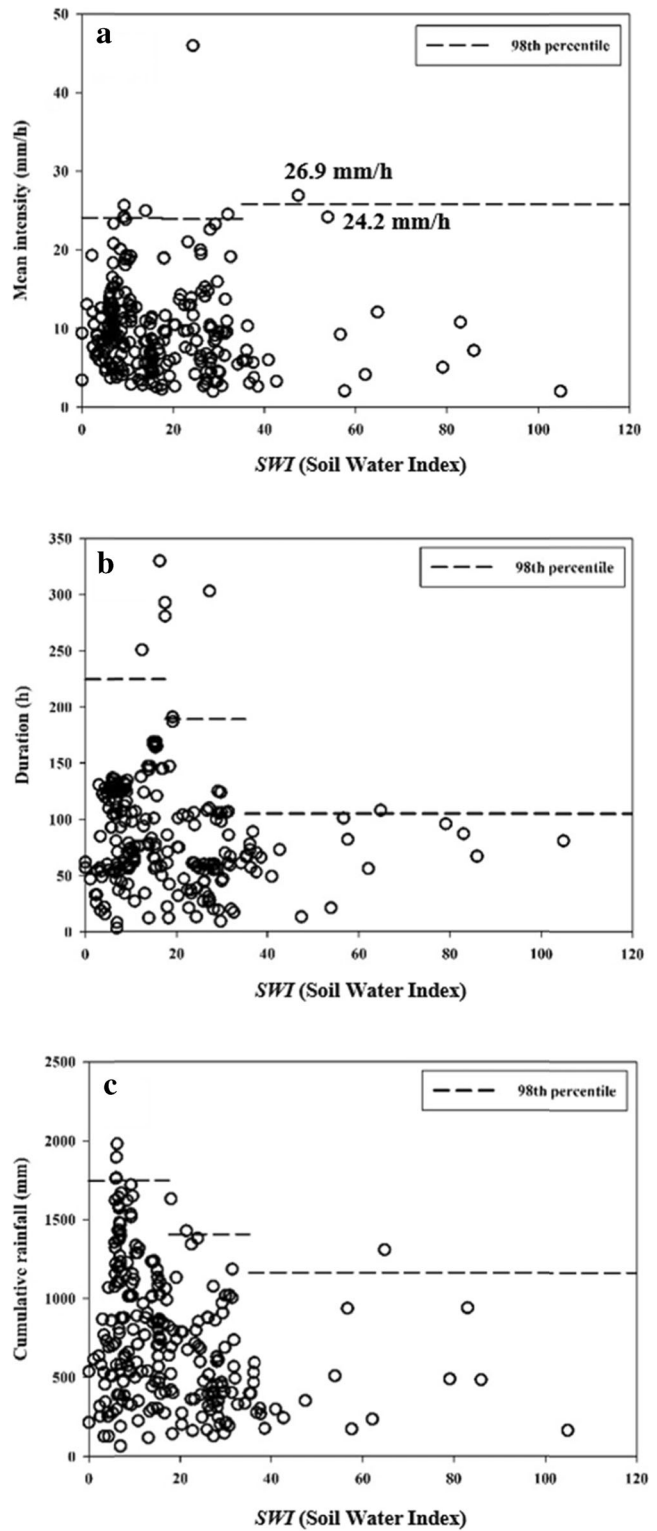 a
98th percentile
50
40
30
20
10
0
Mean intensity (mm/h)
26.9 mm/h
24.2 mm/h
0 20 40 60 80 100 120
SWI (Soil Water Index)
b
98th percentile
350
300
250
200
150
100
50
0
Duration (h)
0 20 40 60 80 100 120
SWI (Soil Water Index)
c
98th percentile
2500
2000
1500
1000
500
0
Cumulative rainfall (mm)
0 20 40 60 80 100 120
SWI (Soil Water Index)